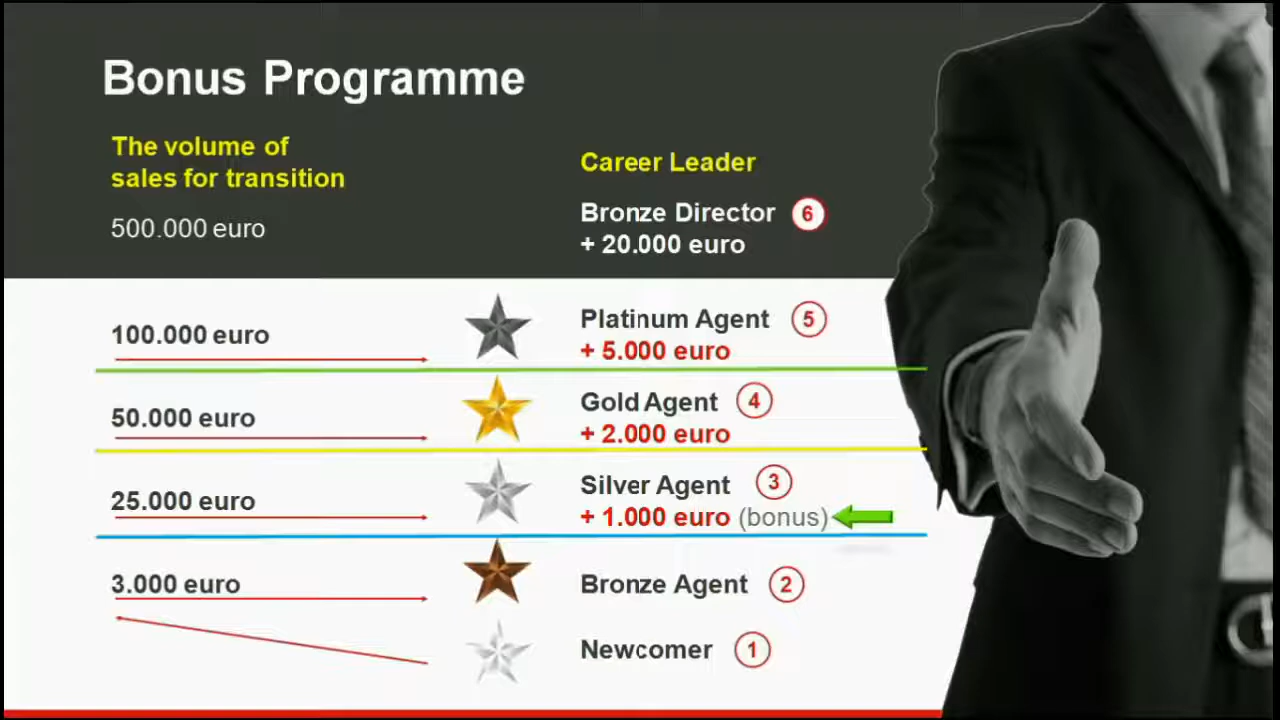 Bonus Programme
The volume of
sales for transition
500.000 euro
Career Leader
Bronze Director 6
+ 20.000 euro
100.000 euro
Platinum Agent 5
+ 5.000 euro
50.000 euro
Gold Agent 4
+ 2.000 euro
25.000 euro
Silver Agent 3
+ 1.000 euro (bonus)
3.000 euro
Bronze Agent 2
Newcomer 1